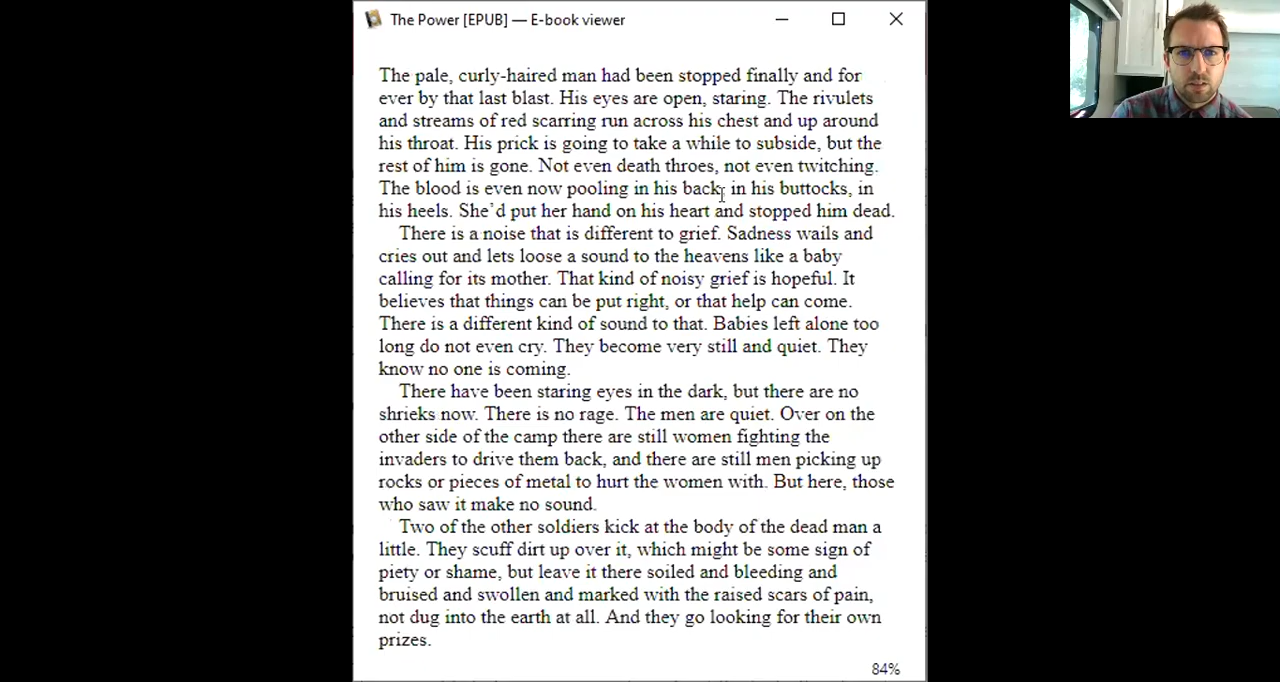 The Power [EPUB] — E-book viewer
The pale, curly-haired man had been stopped finally and for
ever by that last blast. His eyes are open, staring. The rivulets
and streams of red scarring run across his chest and up around
his throat. His prick is going to take a while to subside, but the
rest of him is gone. Not even death throes, not even twitching.
The blood is even now pooling in his back, in his buttocks, in
his heels. She'd put her hand on his heart and stopped him dead.
There is a noise that is different to grief. Sadness wails and
cries out and lets loose a sound to the heavens like a baby
calling for its mother. That kind of noisy grief is hopeful. It
believes that things can be put right, or that help can come.
There is a different kind of sound to that. Babies left alone too
long do not even cry. They become very still and quiet. They
know no one is coming.
There have been staring eyes in the dark, but there are no
shrieks now. There is no rage. The men are quiet. Over on the
other side of the camp there are still women fighting the
invaders to drive them back, and there are still men picking up
rocks or pieces of metal to hurt the women with. But here, those
who saw it make no sound.
Two of the other soldiers kick at the body of the dead man a
little. They scuff dirt up over it, which might be some sign of
piety or shame, but leave it there soiled and bleeding and
bruised and swollen and marked with the raised scars of pain,
not dug into the earth at all. And they go looking for their own
prizes.
84%